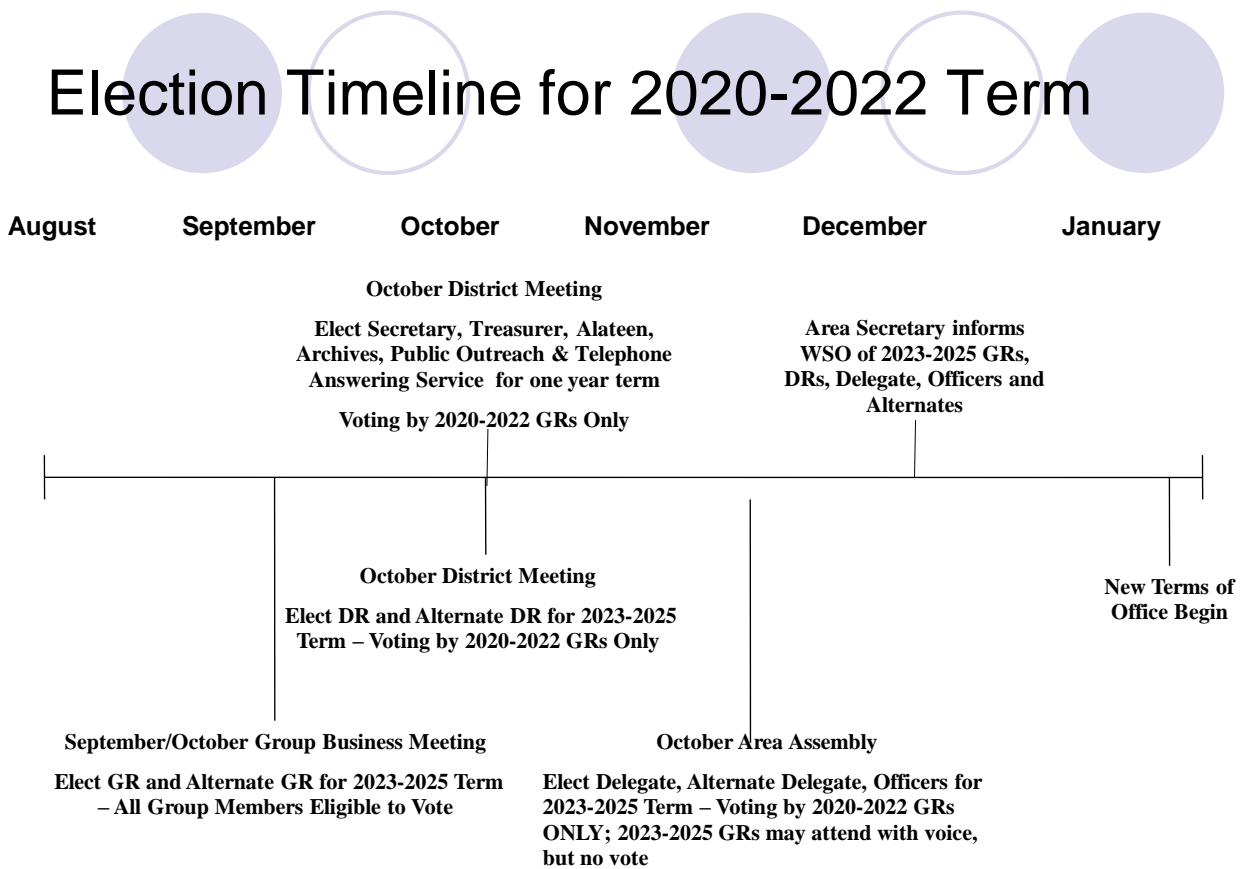 Election Timeline for 2020-2022 Term
August September October November December January
October District Meeting
Elect Secretary, Treasurer, Alateen,
Archives, Public Outreach & Telephone
Answering Service for one year term
Voting by 2020-2022 GRs Only
Area Secretary informs
WSO of 2023-2025 GRs,
DRs, Delegate, Officers and
Alternates
October District Meeting
Elect DR and Alternate DR for 2023-2025
Term – Voting by 2020-2022 GRs Only
New Terms of
Office Begin
September/October Group Business Meeting
Elect GR and Alternate GR for 2023-2025 Term
– All Group Members Eligible to Vote
October Area Assembly
Elect Delegate, Alternate Delegate, Officers for
2023-2025 Term – Voting by 2020-2022 GRs
ONLY; 2023-2025 GRs may attend with voice,
but no vote